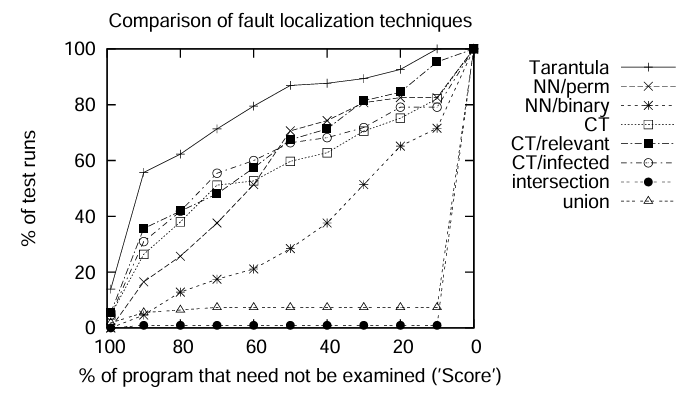 Comparison of fault localization techniques
100
80
60
40
20
0
% of test runs
100 80 60 40 20 0
% of program that need not be examined ('Score')
Tarantula
NN/perm
NN/binary
CT
CT/relevant
CT/infected
intersection
union